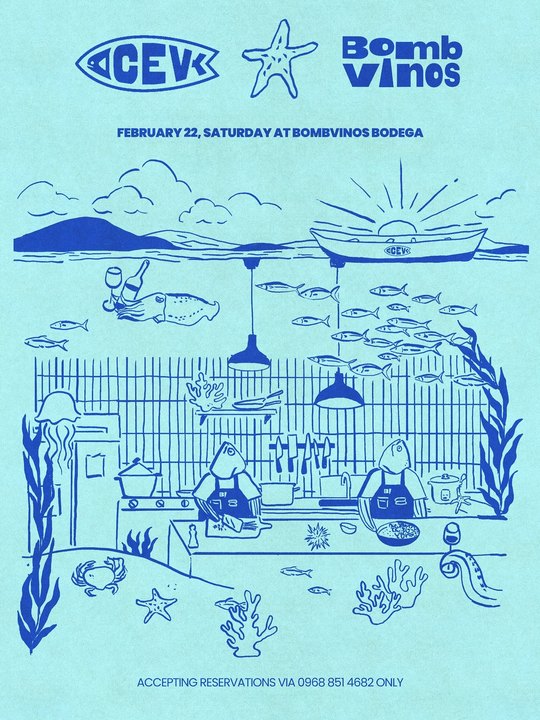 CEV
Bomb
vinos
FEBRUARY 22, SATURDAY AT BOMBVINOS BODEGA
CEV
ACCEPTING RESERVATIONS VIA 0968 851 4682 ONLY